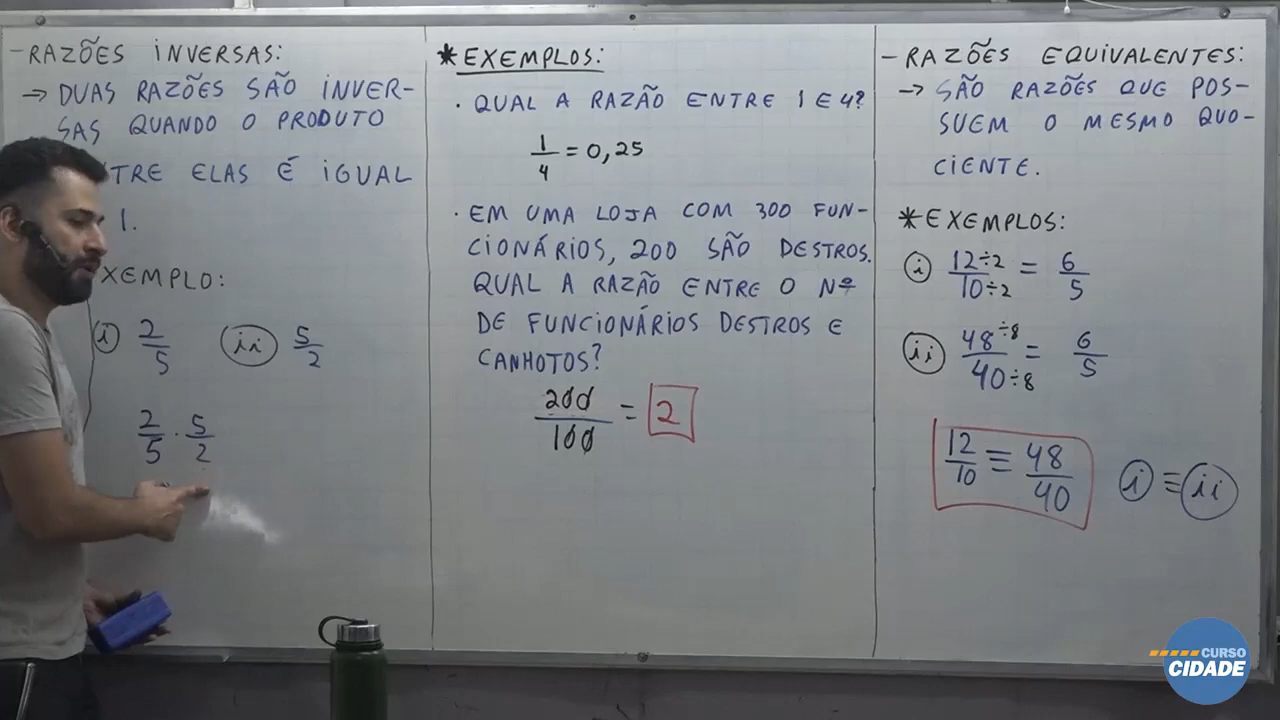 - RAZÕES INVERSAS:
→ DUAS RAZÕES SÃO INVER-
SAS QUANDO O PRODUTO
TRE ELAS É IGUAL
1.
XEMPLO:
i 2/5 ii 5/2
2/5 · 5/2
* EXEMPLOS:
· QUAL A RAZÃO ENTRE 1 E 4?
1/4 = 0,25
· EM UMA LOJA COM 300 FUN-
CIONÁRIOS, 200 SÃO DESTROS.
QUAL A RAZÃO ENTRE O Nº
DE FUNCIONÁRIOS DESTROS E
CANHOTOS?
200/100 = 2
- RAZÕES EQUIVALENTES:
→ SÃO RAZÕES QUE POS-
SUEM O MESMO QUO-
CIENTE.
* EXEMPLOS:
i 12÷2/10÷2 = 6/5
ii 48÷8/40÷8 = 6/5
12/10 ≡ 48/40 i ≡ ii
CURSO
CIDADE